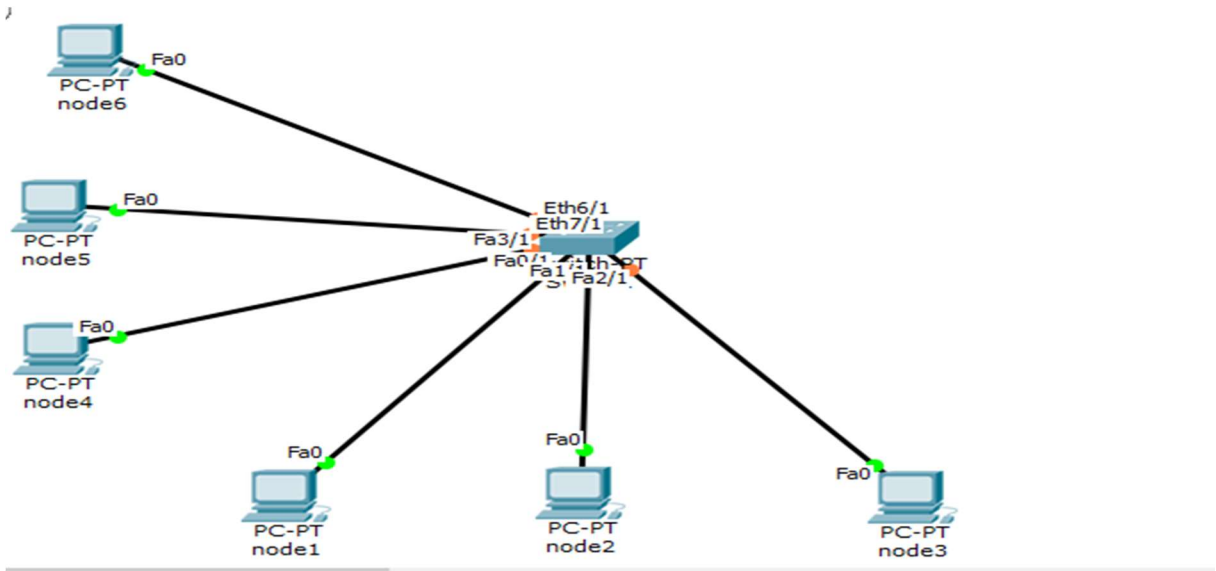 Fa0
PC-PT
node6
Fa0
PC-PT
node5
Fa0
PC-PT
node4
Eth6/1
Eth7/1
Fa3/1
Fa0/1
Fa1
Fa2/1
Fa0
PC-PT
node1
Fa0
PC-PT
node2
Fa0
PC-PT
node3